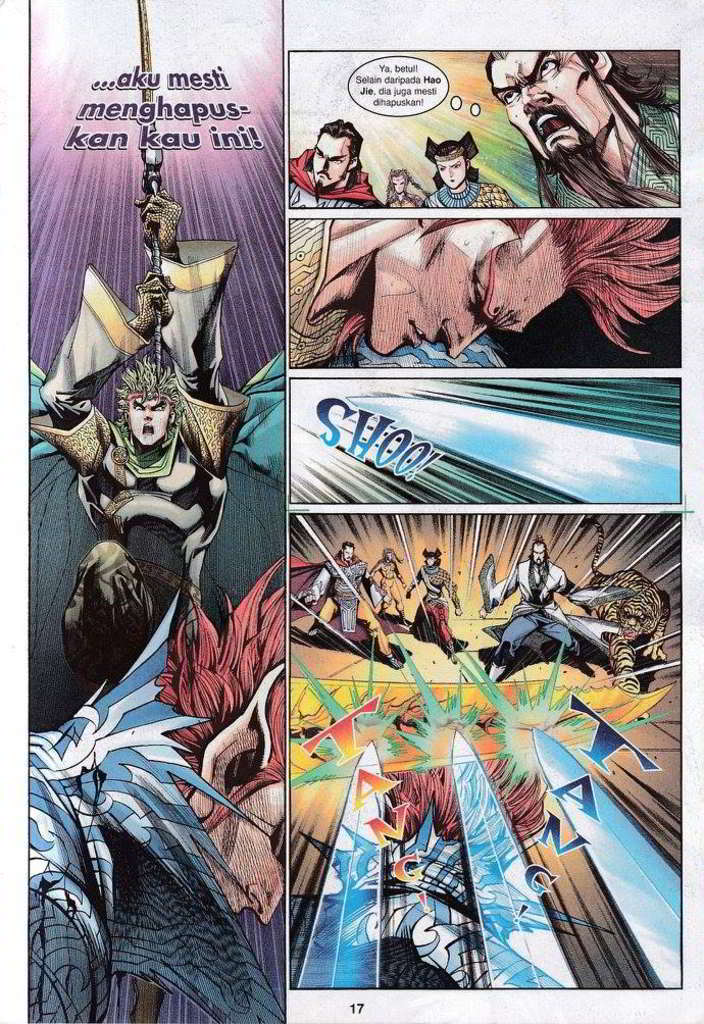 ...aku mesti
menghapus-
kan kau ini!
Ya, betul!
Selain daripada Hao
Jie, dia juga mesti
dihapuskan!
SHOO!
TANG!
TANG!
17